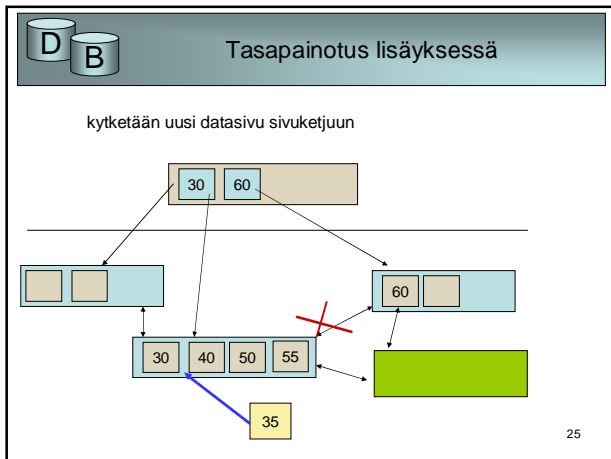 D B
Tasapainotus lisäyksessä
kytketään uusi datasivu sivuketjuun
30 60
60
30 40 50 55
35
25